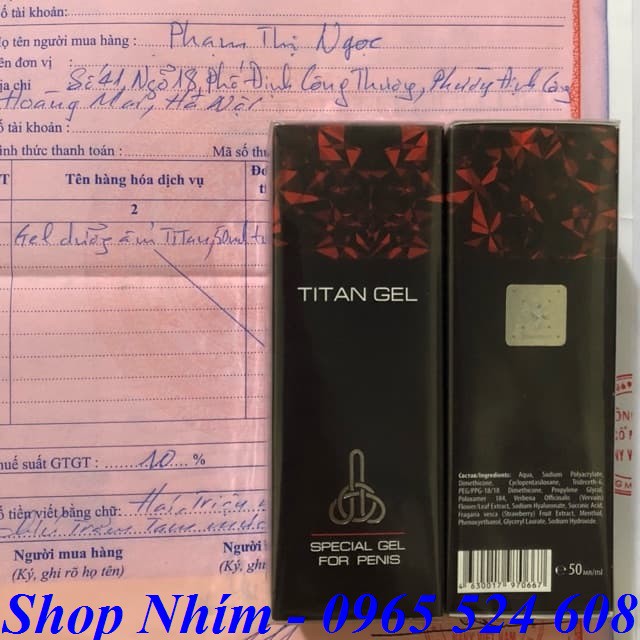 ố tài khoản:
ọ tên người mua hàng : Phạm Thị Ngọc
ên đơn vị
ịa chỉ Số 41, Ngõ 18, Phố Định Công Thượng, Phường Định Công
Hoàng Mai, Hà Nội
ố tài khoản:
ình thức thanh toán : Mã số thu
T Tên hàng hóa dịch vụ
2
Gel dưỡng ẩm Titan, 50ml
huế suất GTGT : 10 %
ố tiền viết bằng chữ: Hai triệu
Người mua hàng
(Ký, ghi rõ họ tên)
TITAN GEL
SPECIAL GEL
FOR PENIS
Состав/Ingredients: Aqua, Sodium Polyacrylate,
Dimethicone, Cyclopentasiloxane, Trideceth-6,
PEG/PPG-18/18 Dimethicone, Propylene Glycol,
Poloxamer 184, Verbena Officinalis (Vervain)
Flower/Leaf Extract, Sodium Hyaluronate, Succinic Acid,
Fragaria vesca (Strawberry) Fruit Extract, Menthol,
Phenoxyethanol, Glyceryl Laurate, Sodium Hydroxide.
4 630017 970667
e 50 мл/ml
Shop Nhím - 0965 524 608